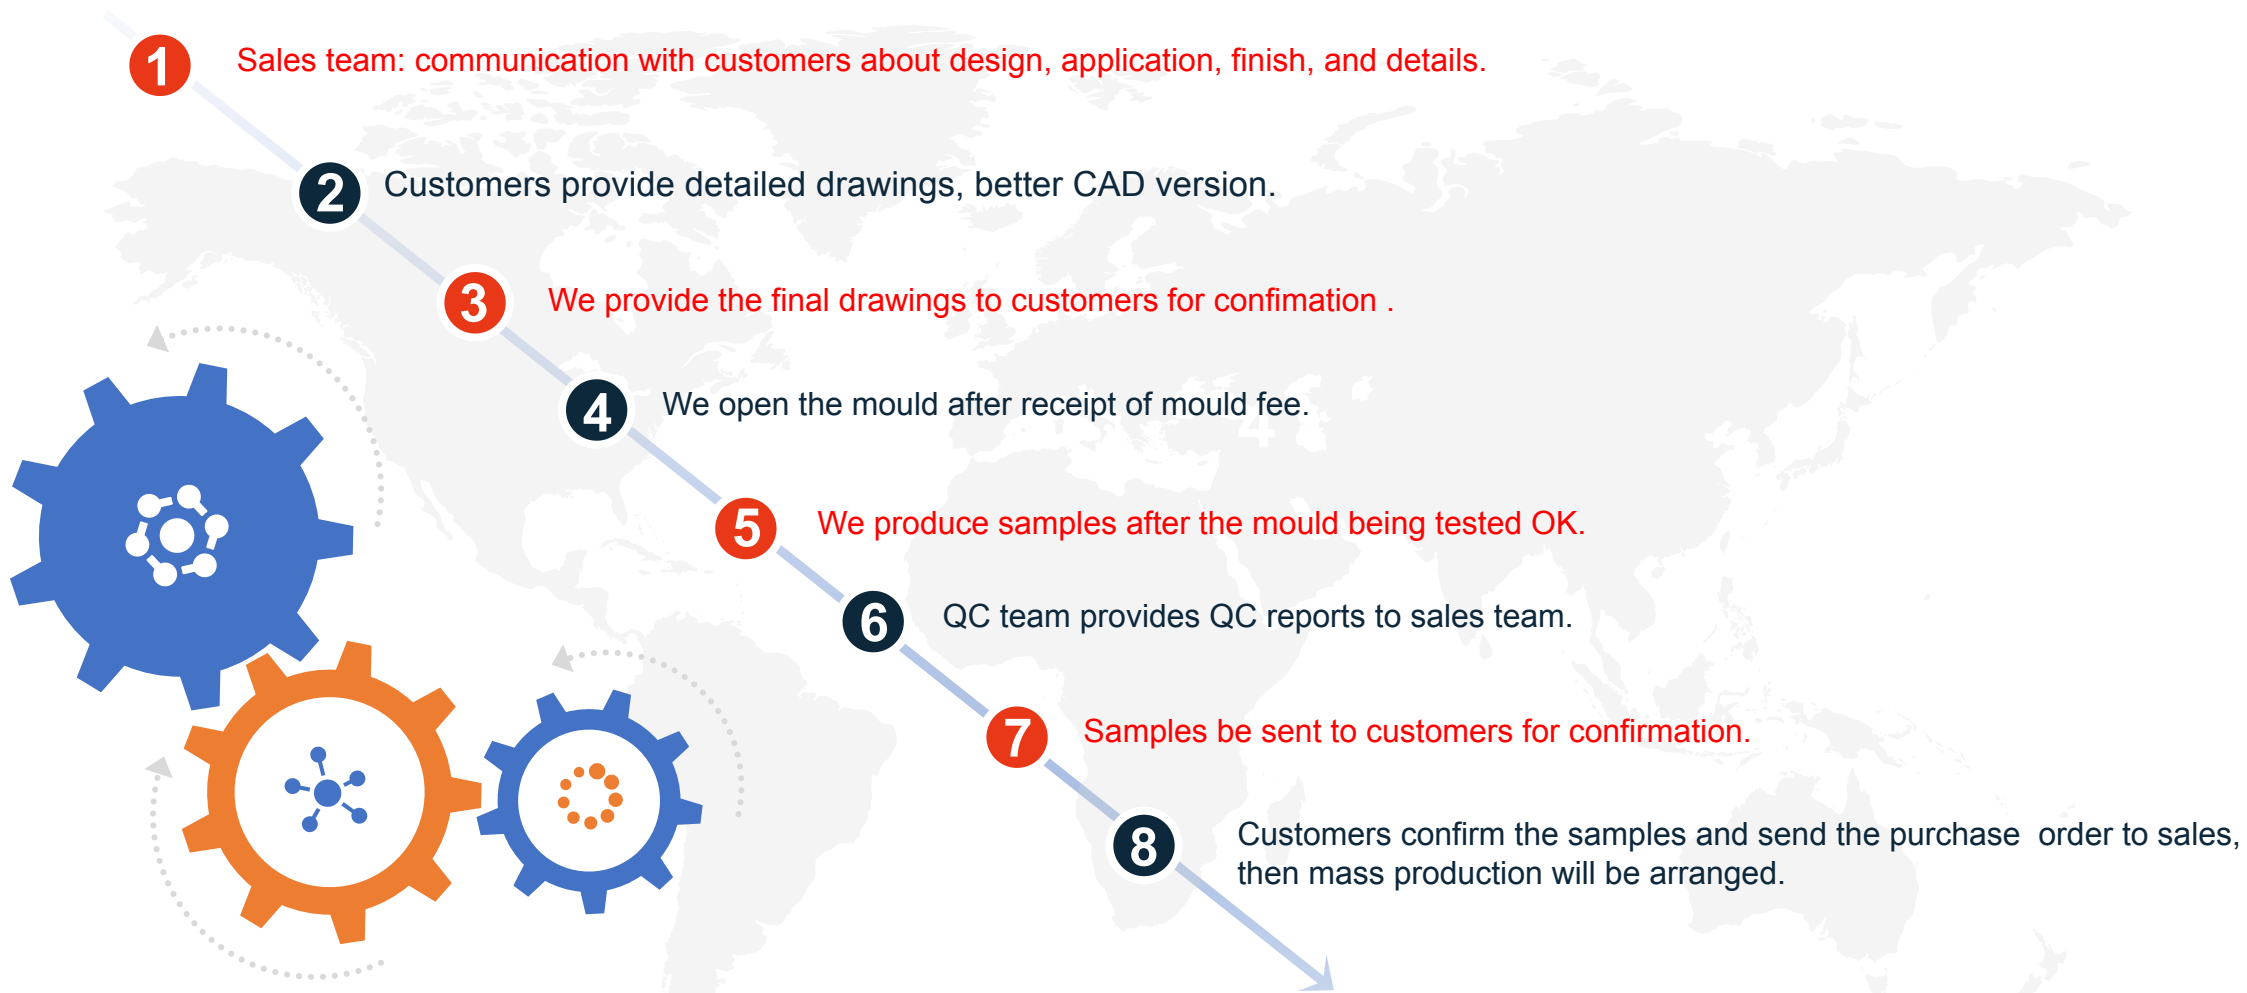 1 Sales team: communication with customers about design, application, finish, and details.
2 Customers provide detailed drawings, better CAD version.
3 We provide the final drawings to customers for confimation .
4 We open the mould after receipt of mould fee.
4
5 We produce samples after the mould being tested OK.
6 QC team provides QC reports to sales team.
7 Samples be sent to customers for confirmation.
8 Customers confirm the samples and send the purchase  order to sales,
then mass production will be arranged.